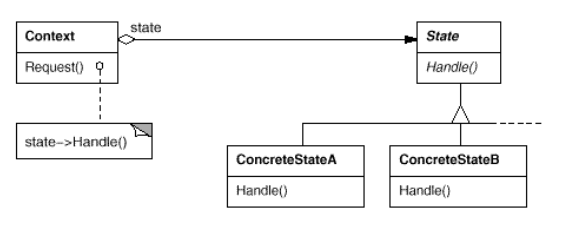 Context
state
State
Request()
Handle()
state->Handle()
ConcreteStateA
ConcreteStateB
Handle()
Handle()